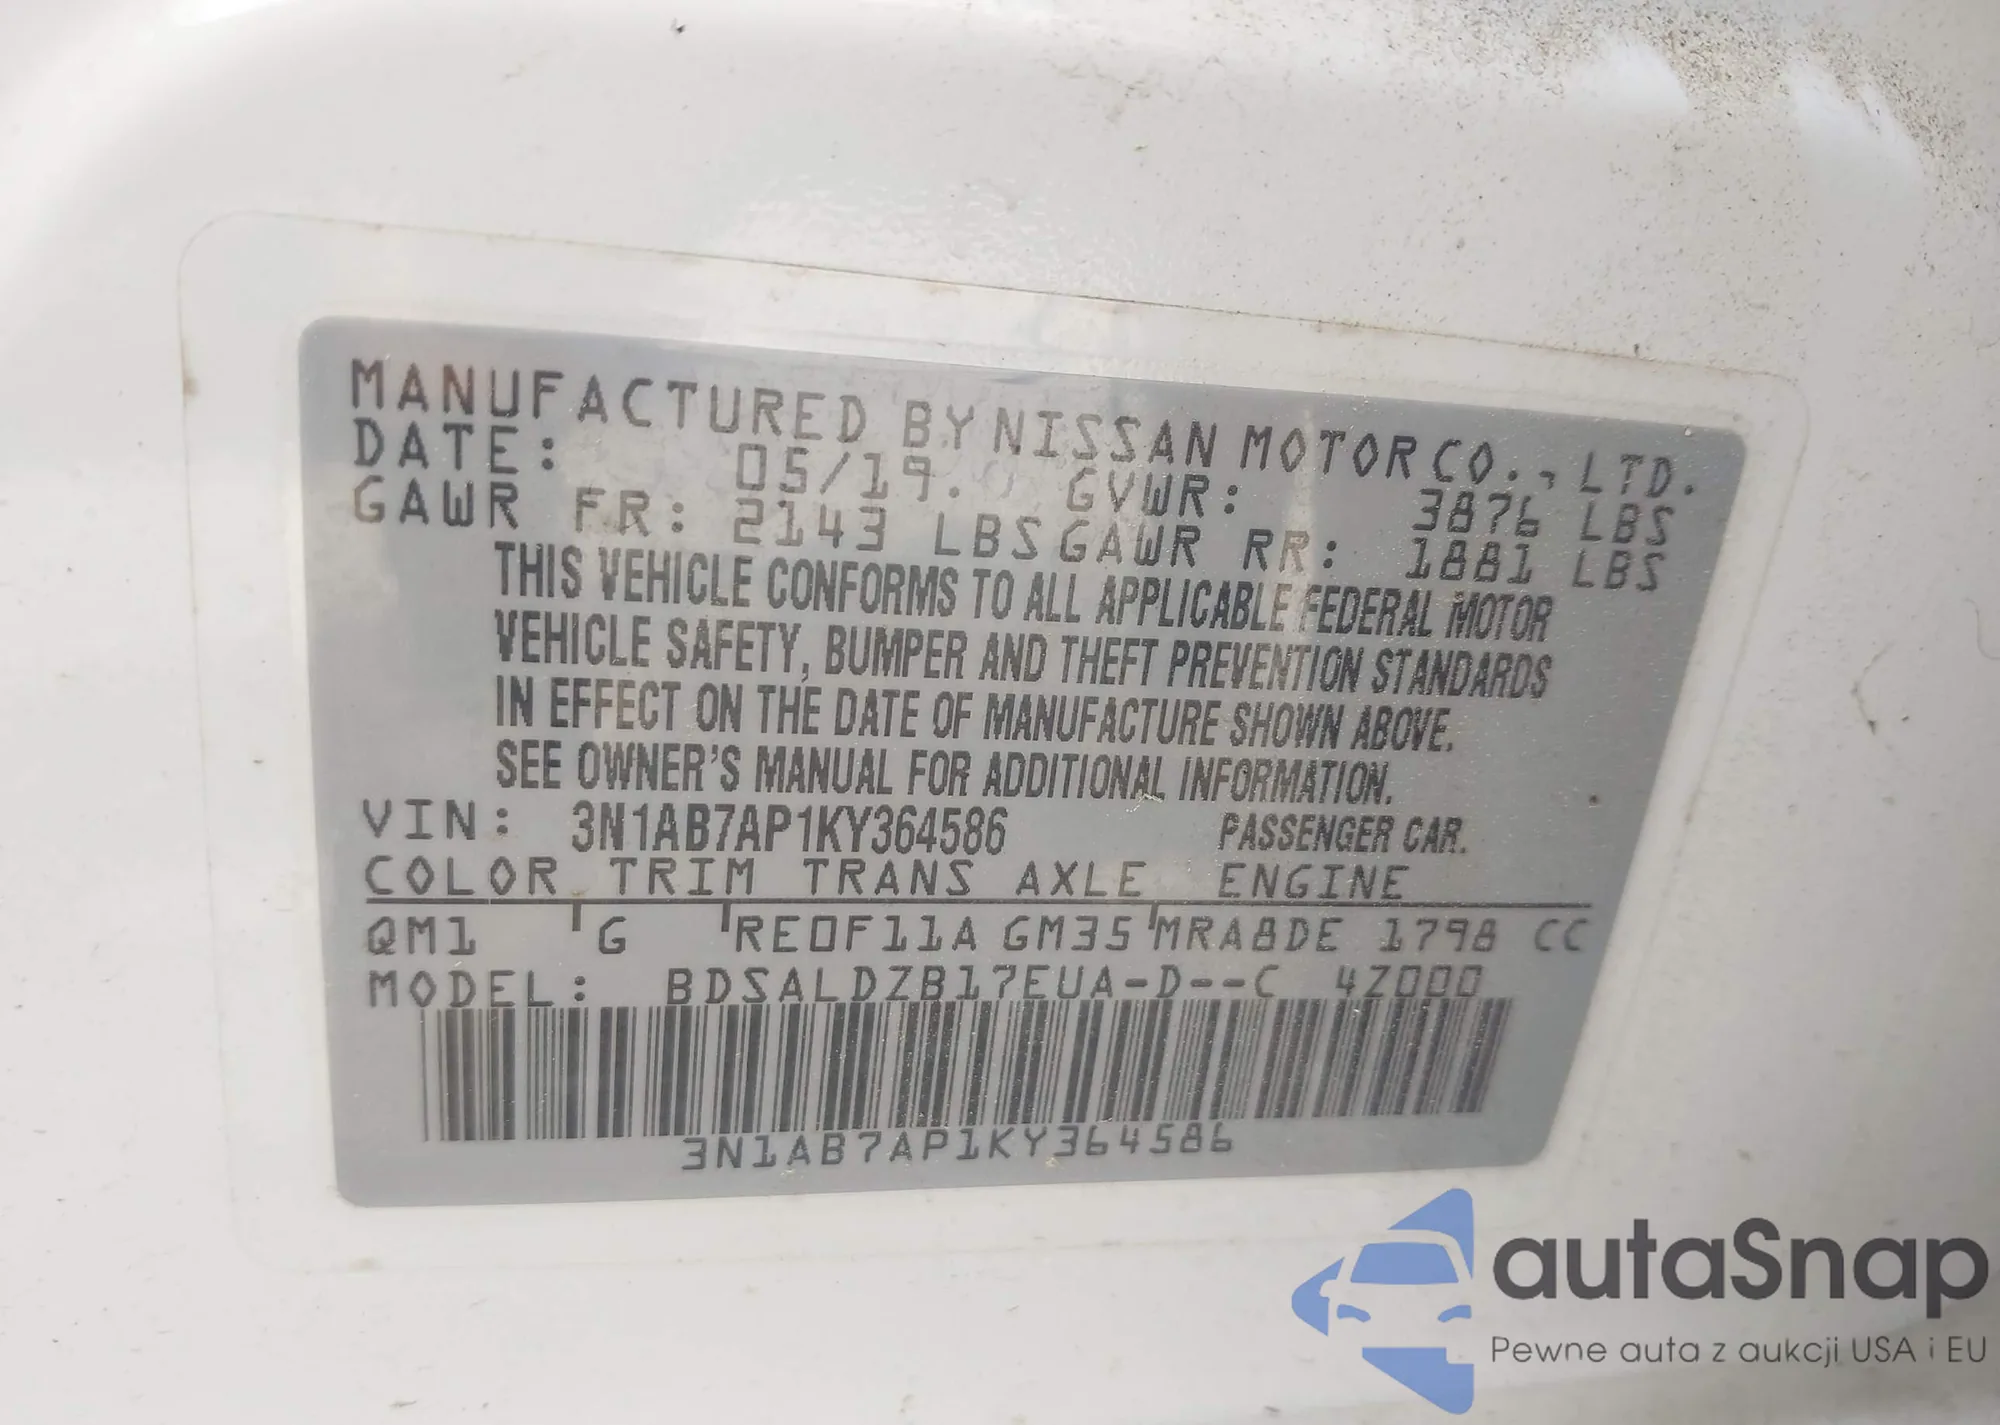 MANUFACTURED BY NISSAN MOTOR CO., LTD.
DATE: 05/19. GVWR: 3876 LBS
GAWR FR: 2143 LBS GAWR RR: 1881 LBS
THIS VEHICLE CONFORMS TO ALL APPLICABLE FEDERAL MOTOR
VEHICLE SAFETY, BUMPER AND THEFT PREVENTION STANDARDS
IN EFFECT ON THE DATE OF MANUFACTURE SHOWN ABOVE.
SEE OWNER'S MANUAL FOR ADDITIONAL INFORMATION.
VIN: 3N1AB7AP1KY364586 PASSENGER CAR.
COLOR TRIM TRANS AXLE ENGINE
QM1 G RE0F11A GM35 MRA8DE 1798 CC
MODEL: BDSALDZB17EUA-D--C 4Z000
3N1AB7AP1KY364586
autaSnap
Pewne auta z aukcji USA i EU